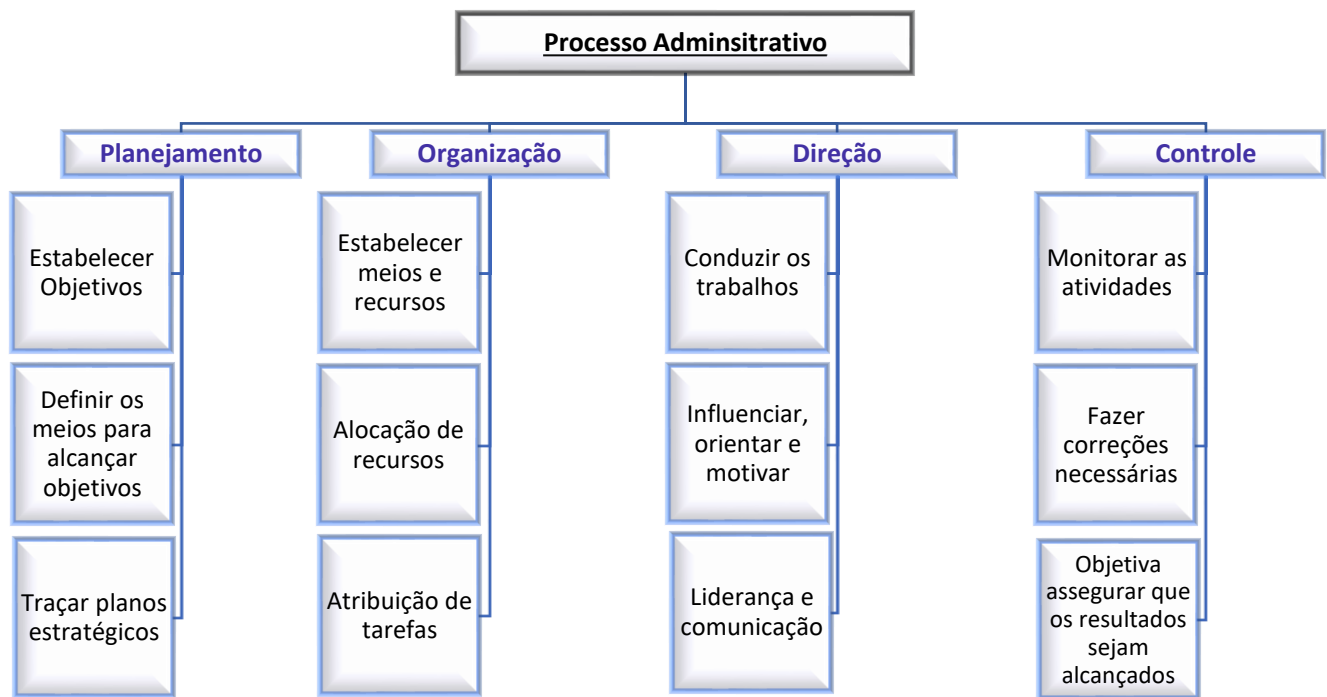 Processo Adminsitrativo
Planejamento
Estabelecer
Objetivos
Definir os
meios para
alcançar
objetivos
Traçar planos
estratégicos
Organização
Estabelecer
meios e
recursos
Alocação de
recursos
Atribuição de
tarefas
Direção
Conduzir os
trabalhos
Influenciar,
orientar e
motivar
Liderança e
comunicação
Controle
Monitorar as
atividades
Fazer
correções
necessárias
Objetiva
assegurar que
os resultados
sejam
alcançados